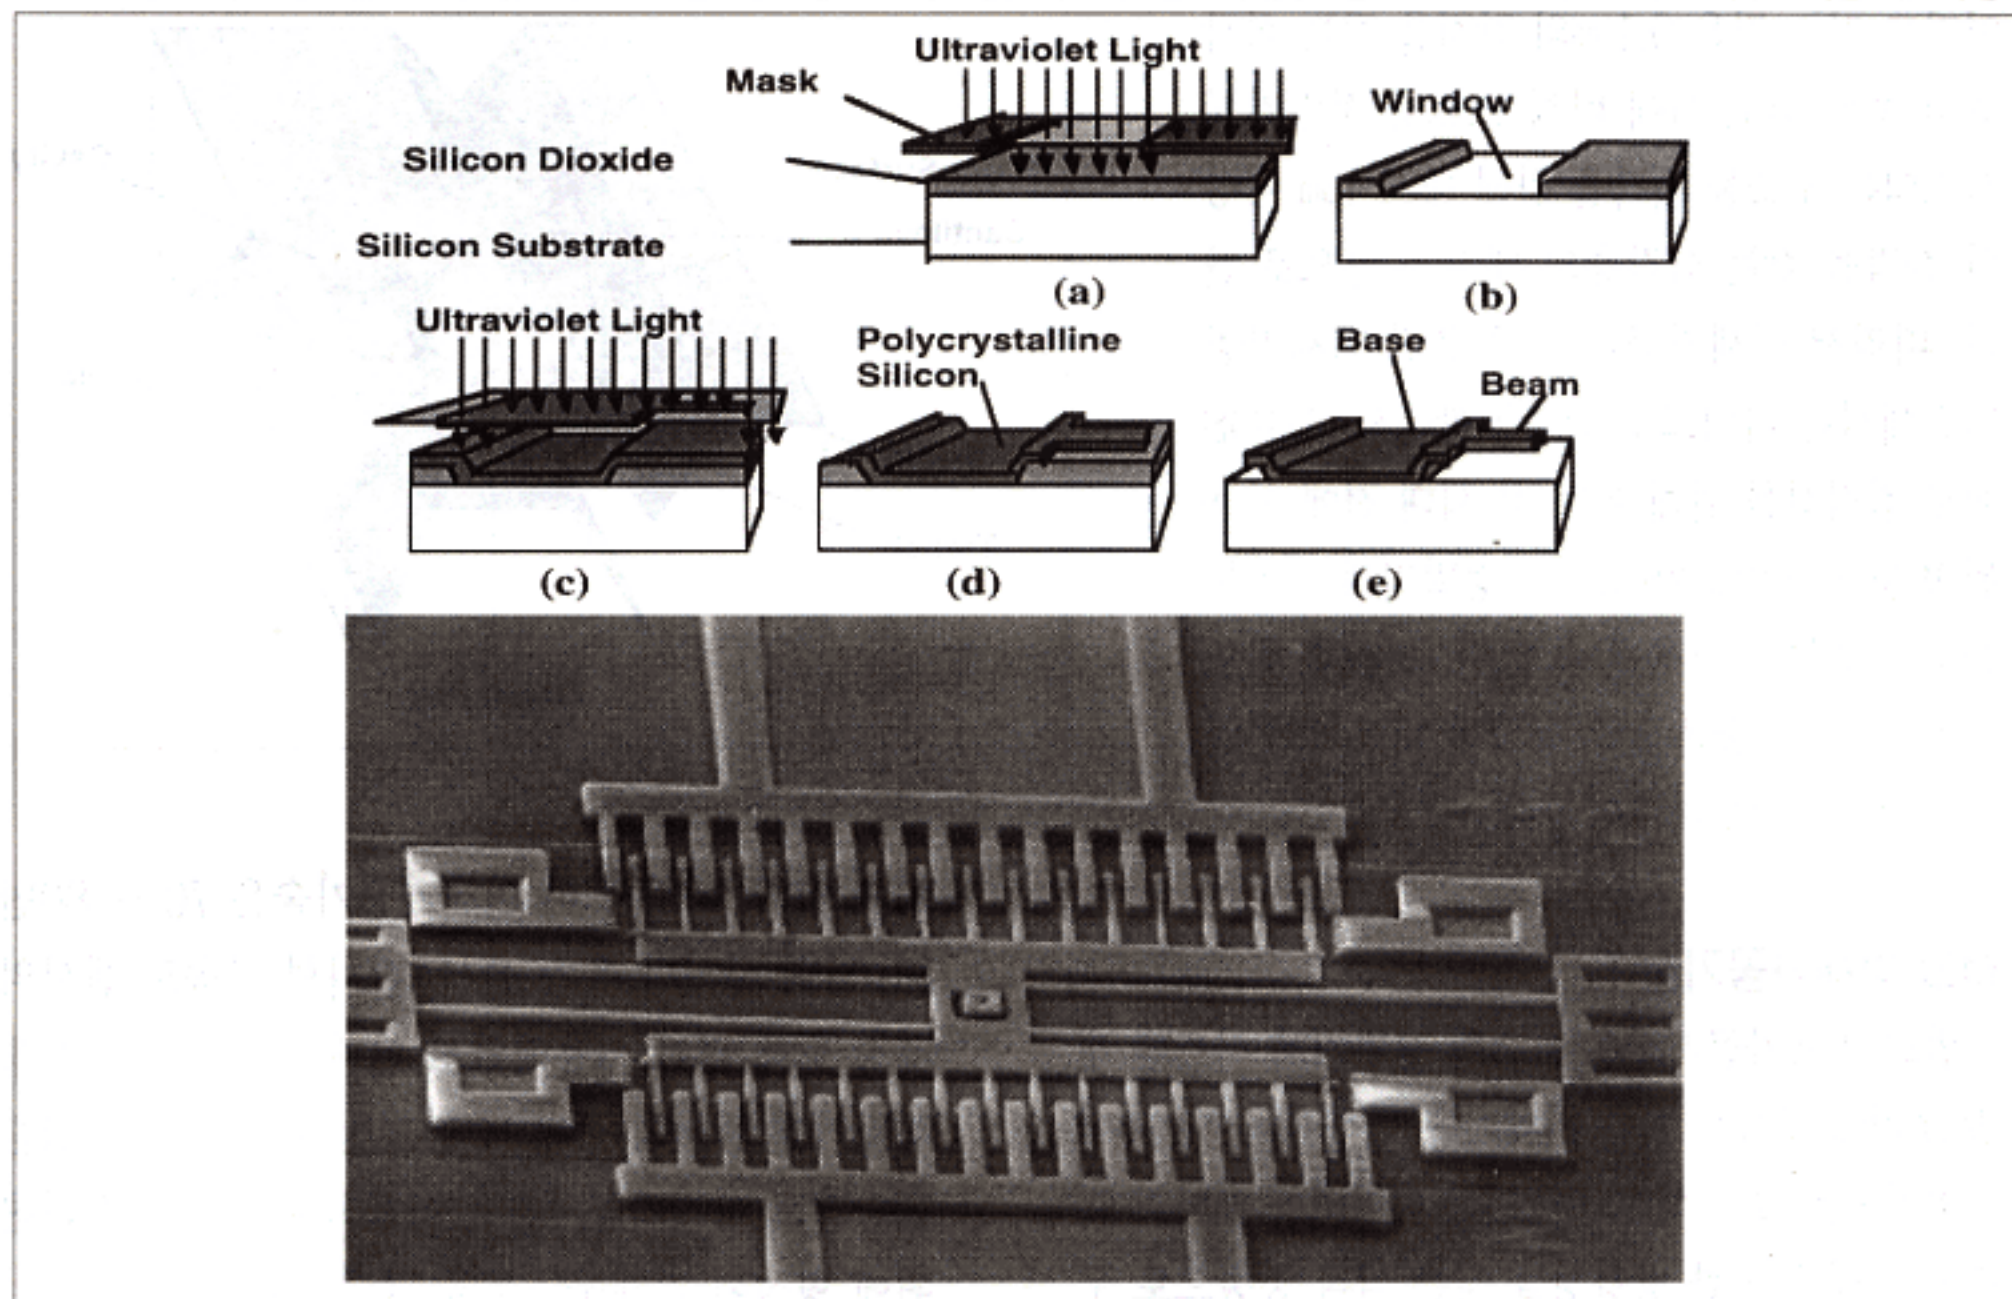 Ultraviolet Light
Mask
Window
Silicon Dioxide
Silicon Substrate
(a)
(b)
Ultraviolet Light
Polycrystalline
Silicon
Base
Beam
(c)
(d)
(e)